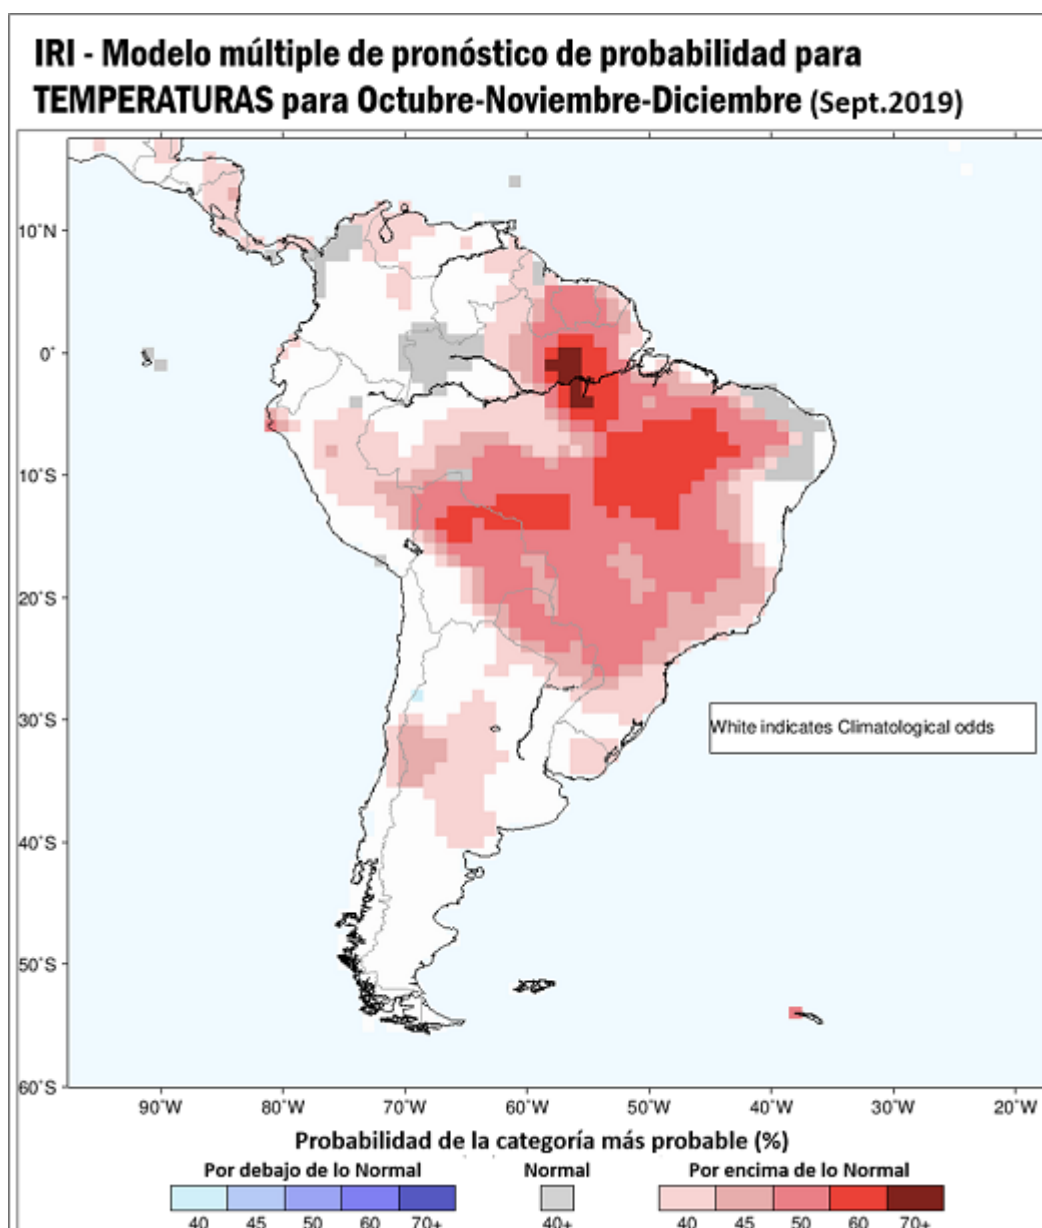 IRI - Modelo múltiple de pronóstico de probabilidad para
TEMPERATURAS para Octubre-Noviembre-Diciembre (Sept.2019)
10˚N
0˚
10˚S
20˚S
30˚S
White indicates Climatological odds
40˚S
50˚S
60˚S
90˚W 80˚W 70˚W 60˚W 50˚W 40˚W 30˚W 20˚W
Probabilidad de la categoría más probable (%)
Por debajo de lo Normal Normal Por encima de lo Normal
40 45 50 60 70+ 40+ 40 45 50 60 70+